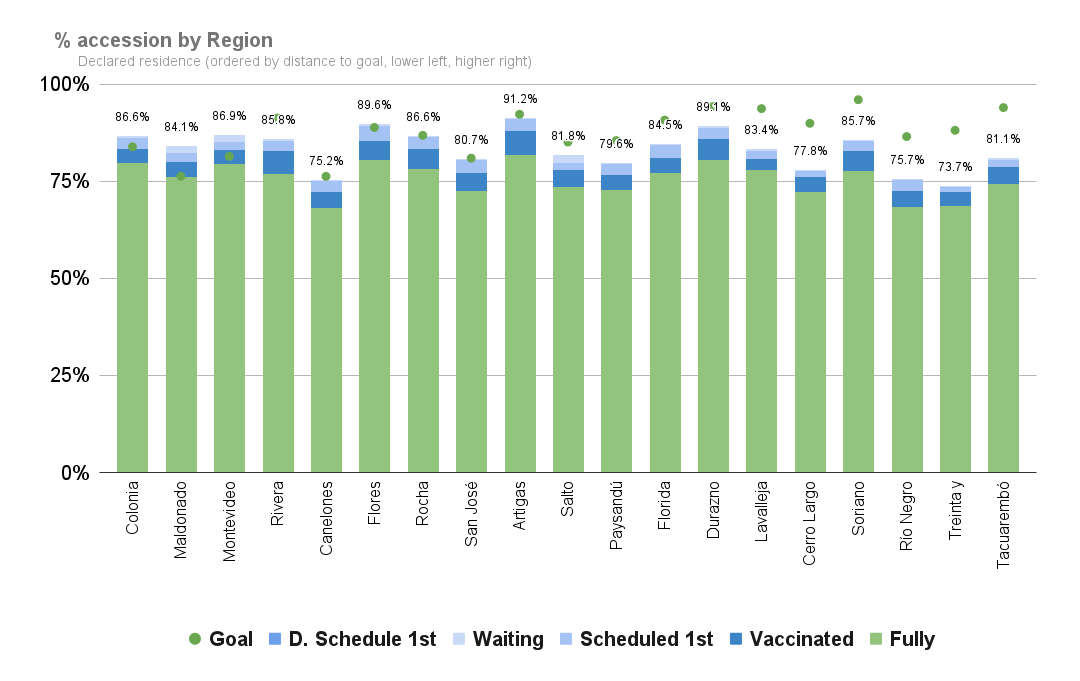 % accession by Region
Declared residence (ordered by distance to goal, lower left, higher right)
100%
75%
50%
25%
0%
86.6%
84.1%
86.9%
85.8%
75.2%
89.6%
86.6%
80.7%
91.2%
81.8%
79.6%
84.5%
89.1%
83.4%
77.8%
85.7%
75.7%
73.7%
81.1%
Colonia
Maldonado
Montevideo
Rivera
Canelones
Flores
Rocha
San José
Artigas
Salto
Paysandú
Florida
Durazno
Lavalleja
Cerro Largo
Soriano
Río Negro
Treinta y
Tacuarembó
Goal D. Schedule 1st Waiting Scheduled 1st Vaccinated Fully